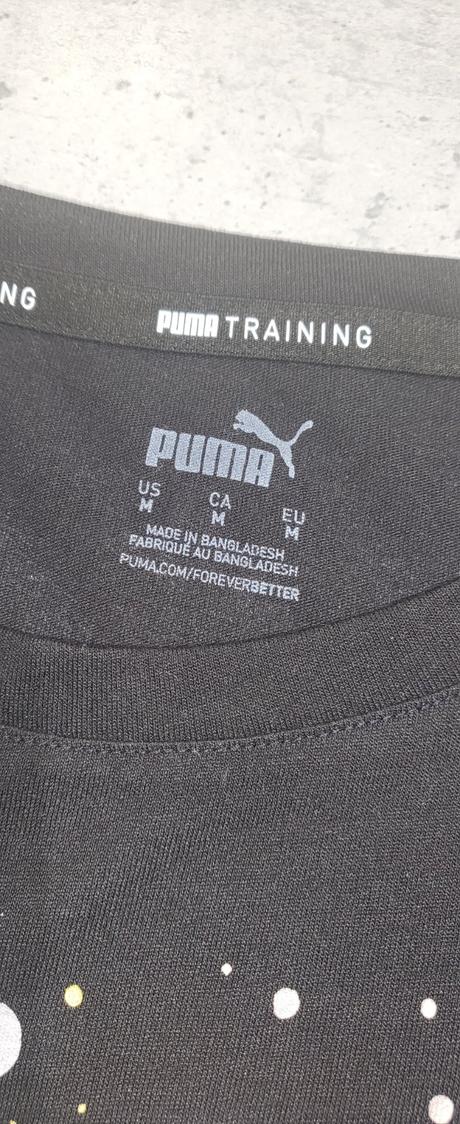 NG PUMA TRAINING
PUMA
US CA EU
M M M
MADE IN BANGLADESH
FABRIQUÉ AU BANGLADESH
PUMA.COM/FOREVERBETTER